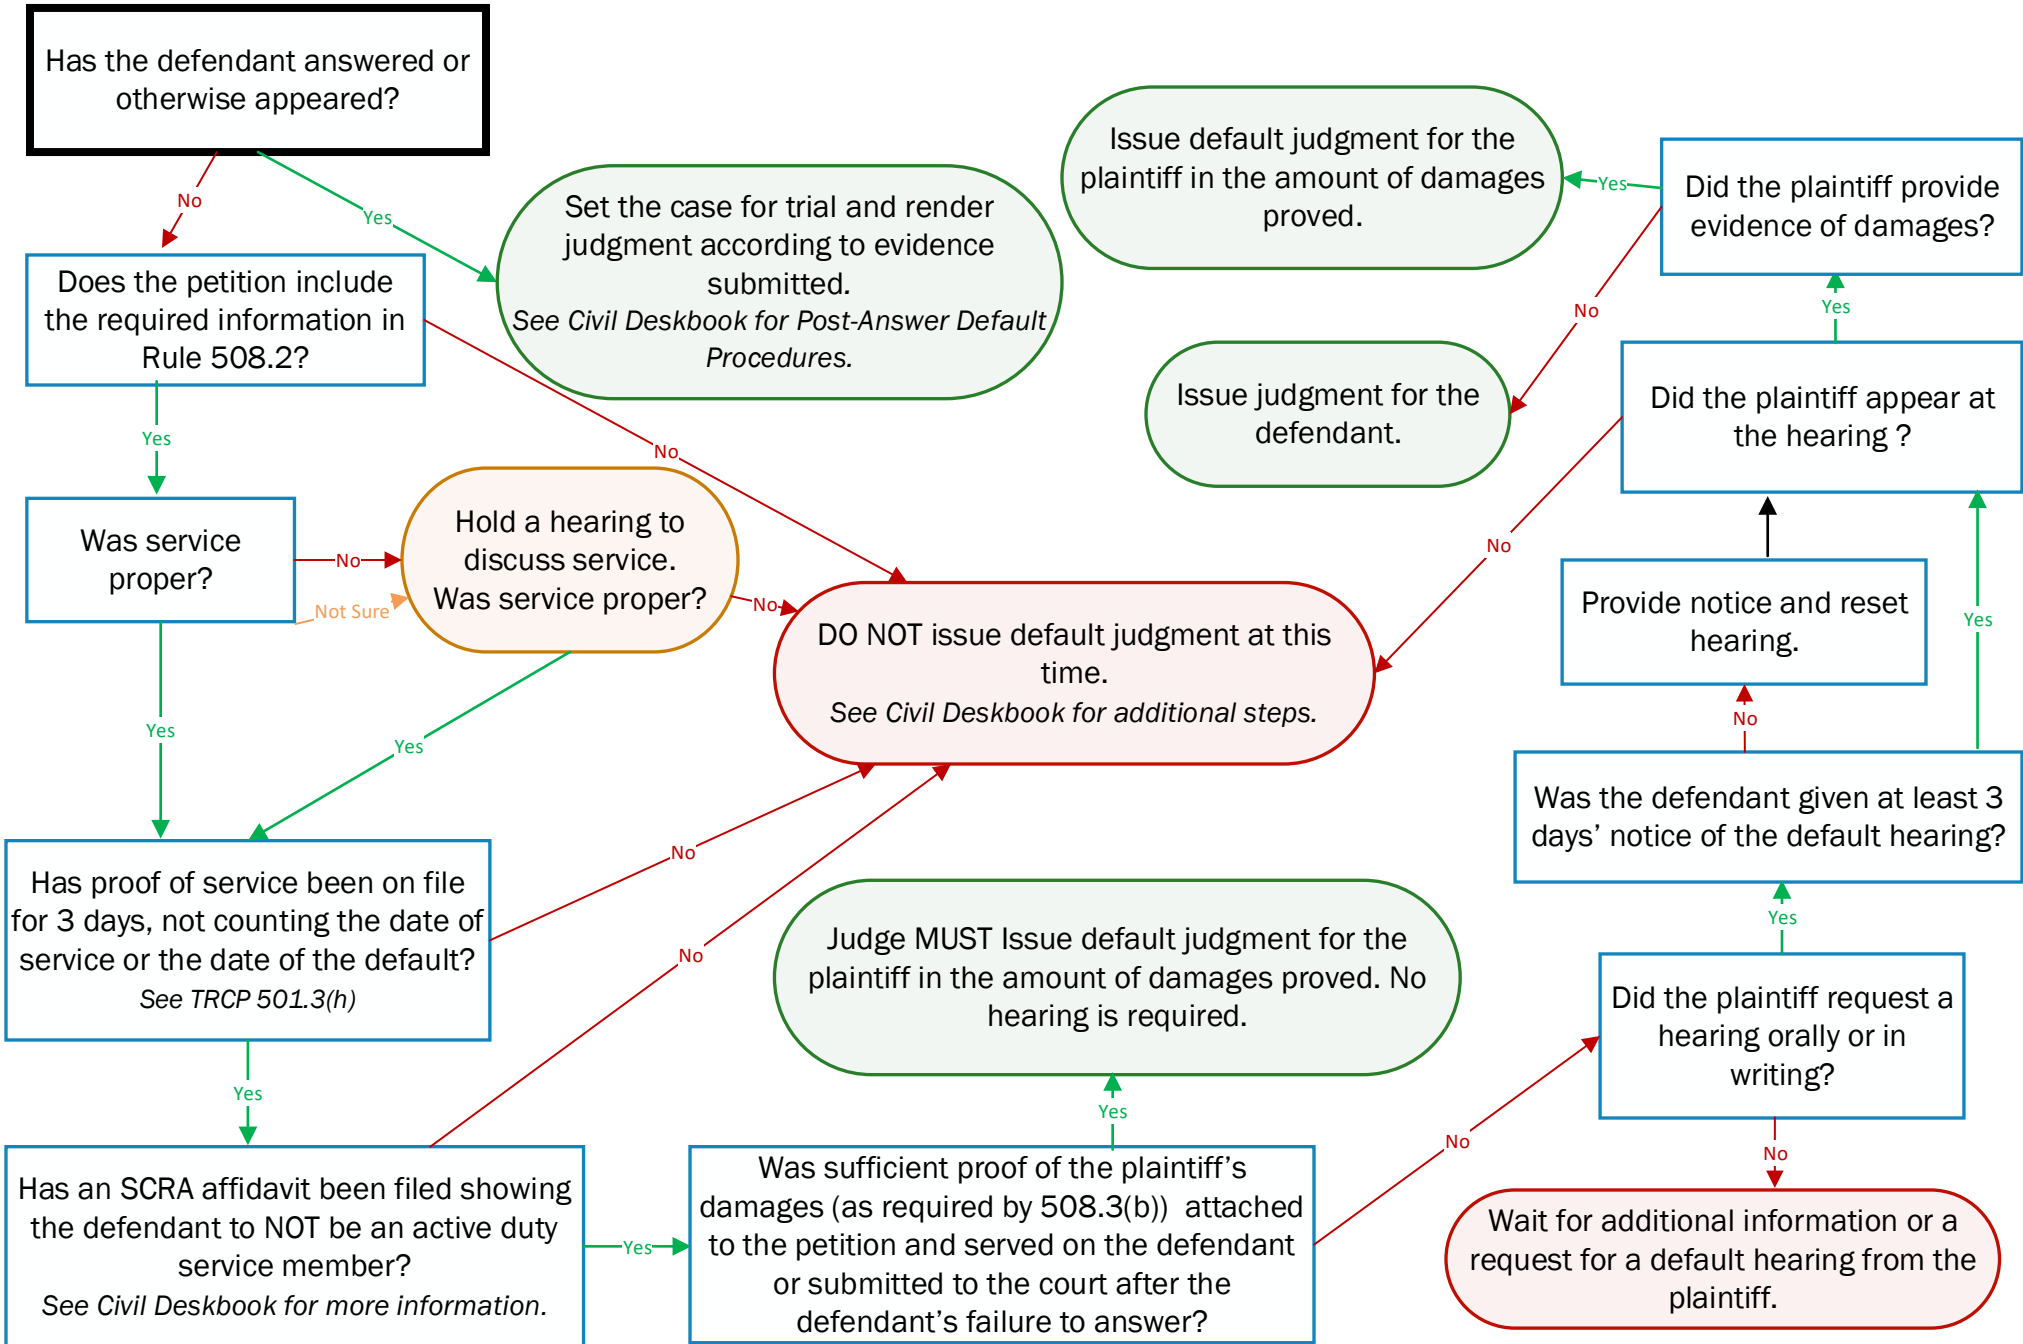 Has the defendant answered or
otherwise appeared?
No
Yes
Does the petition include
the required information in
Rule 508.2?
Set the case for trial and render
judgment according to evidence
submitted.
See Civil Deskbook for Post-Answer Default
Procedures.
Yes
No
Was service
proper?
No
Not Sure
Hold a hearing to
discuss service.
Was service proper?
No
Yes
Yes
DO NOT issue default judgment at this
time.
See Civil Deskbook for additional steps.
Has proof of service been on file
for 3 days, not counting the date of
service or the date of the default?
See TRCP 501.3(h)
No
Yes
Has an SCRA affidavit been filed showing
the defendant to NOT be an active duty
service member?
See Civil Deskbook for more information.
No
Yes
Was sufficient proof of the plaintiff’s
damages (as required by 508.3(b)) attached
to the petition and served on the defendant
or submitted to the court after the
defendant’s failure to answer?
Yes
Judge MUST Issue default judgment for the
plaintiff in the amount of damages proved. No
hearing is required.
No
Did the plaintiff request a
hearing orally or in
writing?
No
Wait for additional information or a
request for a default hearing from the
plaintiff.
Yes
Was the defendant given at least 3
days’ notice of the default hearing?
No
Yes
Provide notice and reset
hearing.
Did the plaintiff appear at
the hearing ?
No
Yes
Did the plaintiff provide
evidence of damages?
Yes
No
Issue default judgment for the
plaintiff in the amount of damages
proved.
Issue judgment for the
defendant.